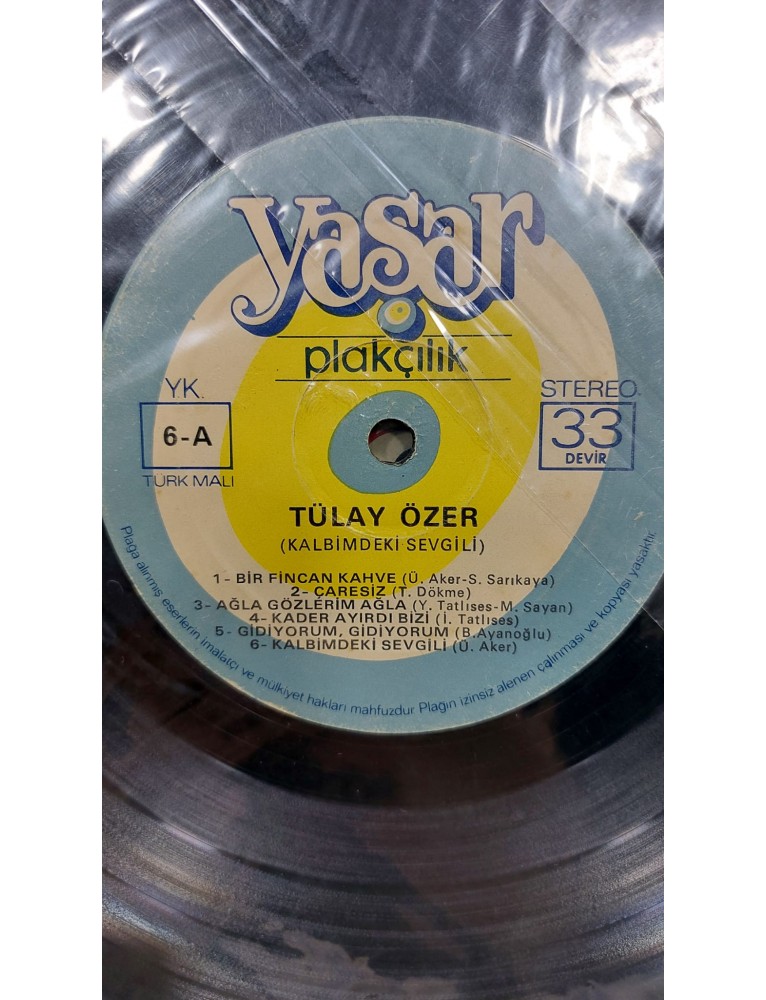 yaşar
plakçılık
YK.
6-A
TÜRK MALI
STEREO
33
DEVİR
TÜLAY ÖZER
(KALBİMDEKİ SEVGİLİ)
1- BİR FİNCAN KAHVE (Ü. Aker-S. Sarıkaya)
2- ÇARESİZ (T. Dökme)
3- AĞLA GÖZLERİM AĞLA (Y. Tatlıses-M. Sayan)
4- KADER AYIRDI BİZİ (İ. Tatlıses)
5- GİDİYORUM, GİDİYORUM (B.Ayanoğlu)
6- KALBİMDEKİ SEVGİLİ (Ü. Aker)
Plağa alınmış eserlerin imalatçı ve mülkiyet hakları mahfuzdur. Plağın izinsiz alenen çalınması ve kopyası yasaktır.